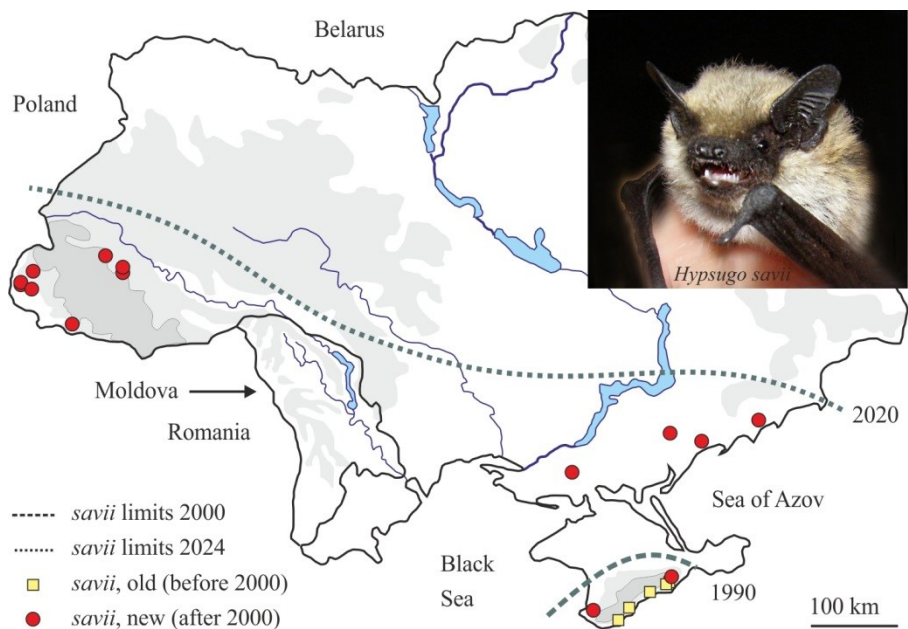 Belarus
Poland
Hypsugo savii
Moldova
Romania
2020
Sea of Azov
savii limits 2000
savii limits 2024
Black
Sea
savii, old (before 2000)
1990
savii, new (after 2000)
100 km